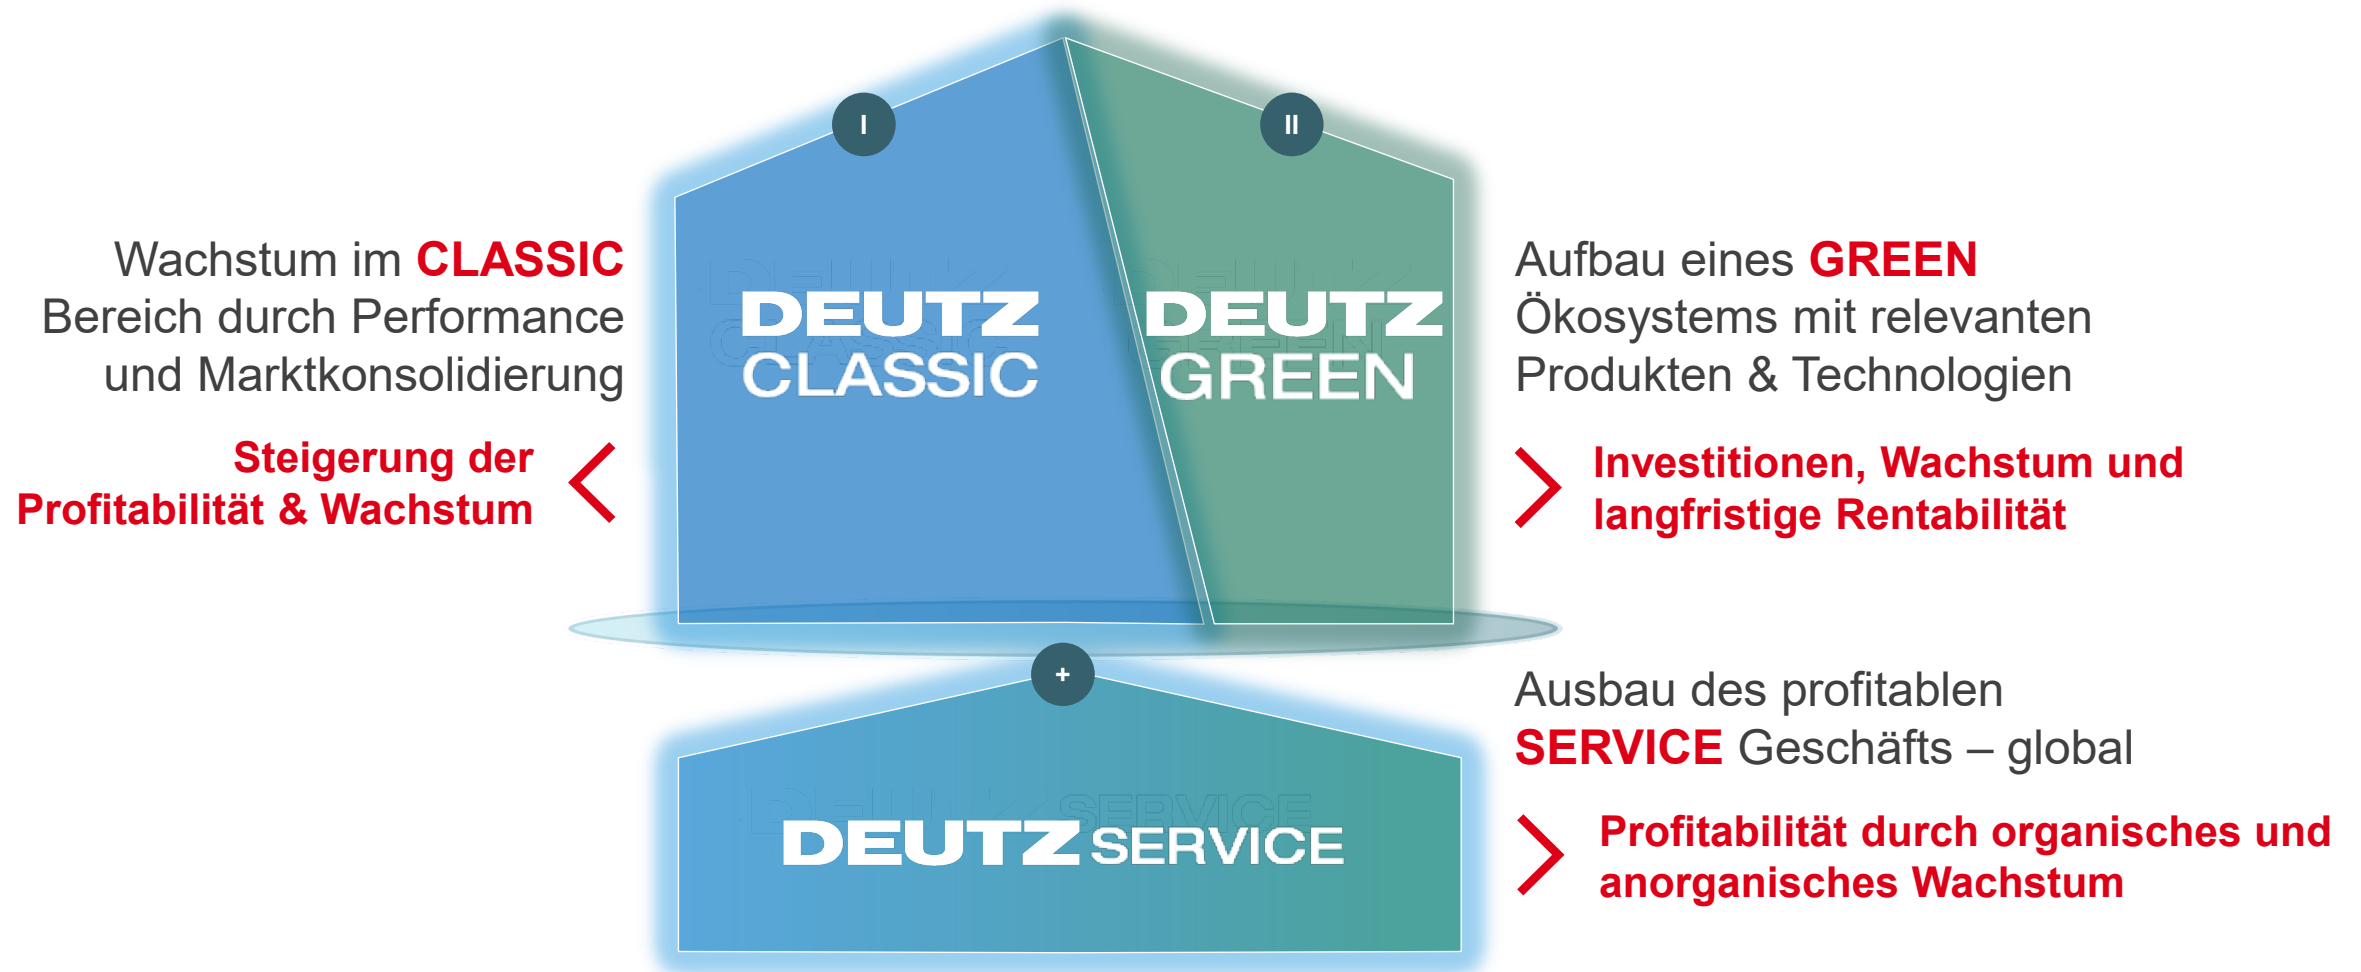 I
II
Wachstum im CLASSIC
Bereich durch Performance
und Marktkonsolidierung
Steigerung der
Profitabilität & Wachstum
DEUTZ
CLASSIC
DEUTZ
GREEN
Aufbau eines GREEN
Ökosystems mit relevanten
Produkten & Technologien
Investitionen, Wachstum und
langfristige Rentabilität
+
DEUTZ SERVICE
Ausbau des profitablen
SERVICE Geschäfts – global
Profitabilität durch organisches und
anorganisches Wachstum